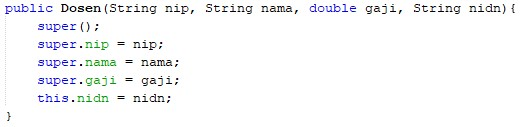 public Dosen(String nip, String nama, double gaji, String nidn){
    super();
    super.nip = nip;
    super.nama = nama;
    super.gaji = gaji;
    this.nidn = nidn;
}